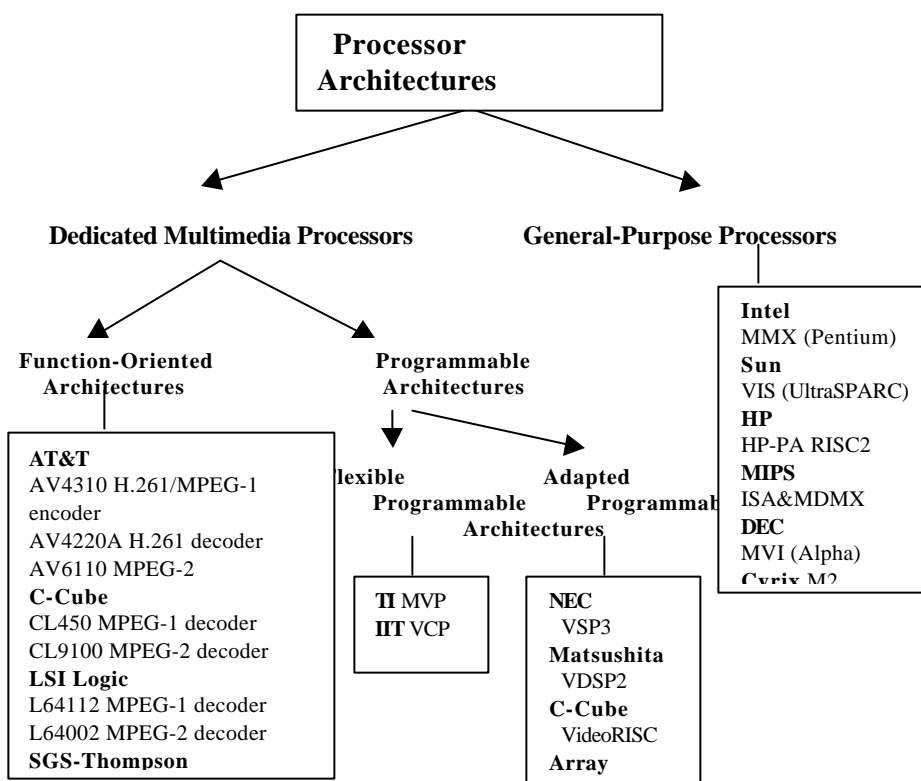 Processor
Architectures
Dedicated Multimedia Processors
General-Purpose Processors
Function-Oriented
Architectures
Programmable
Architectures
Intel
MMX (Pentium)
Sun
VIS (UltraSPARC)
HP
HP-PA RISC2
MIPS
ISA&MDMX
DEC
MVI (Alpha)
Cyrix M2
AT&T
AV4310 H.261/MPEG-1
encoder
AV4220A H.261 decoder
AV6110 MPEG-2
C-Cube
CL450 MPEG-1 decoder
CL9100 MPEG-2 decoder
LSI Logic
L64112 MPEG-1 decoder
L64002 MPEG-2 decoder
SGS-Thompson
Programmable
Architectures
Adapted
TI MVP
IIT VCP
NEC
VSP3
Matsushita
VDSP2
C-Cube
VideoRISC
Array